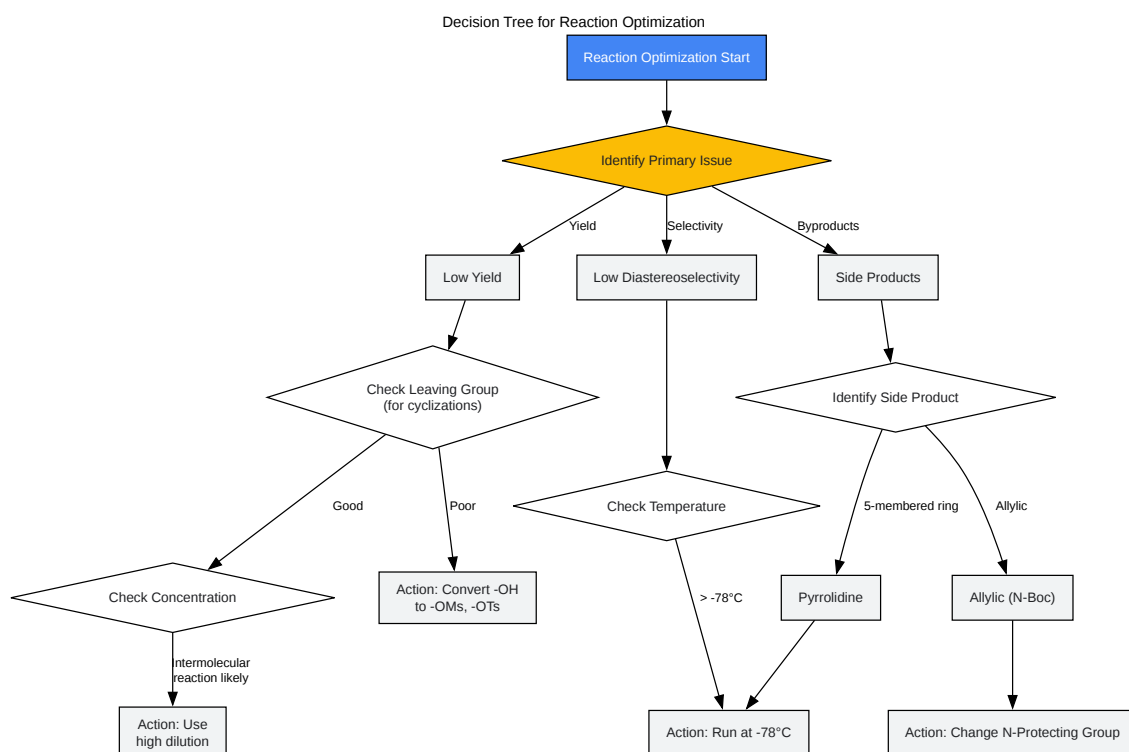 Decision Tree for Reaction Optimization
Reaction Optimization Start
Identify Primary Issue
Yield
Selectivity
Byproducts
Low Yield
Low Diastereoselectivity
Side Products
Check Leaving Group
(for cyclizations)
Identify Side Product
Good
Poor
Check Temperature
5-membered ring
Allylic
Check Concentration
Action: Convert -OH
to -OMs, -OTs
> -78°C
Pyrrolidine
Allylic (N-Boc)
Intermolecular
reaction likely
Action: Use
high dilution
Action: Run at -78°C
Action: Change N-Protecting Group